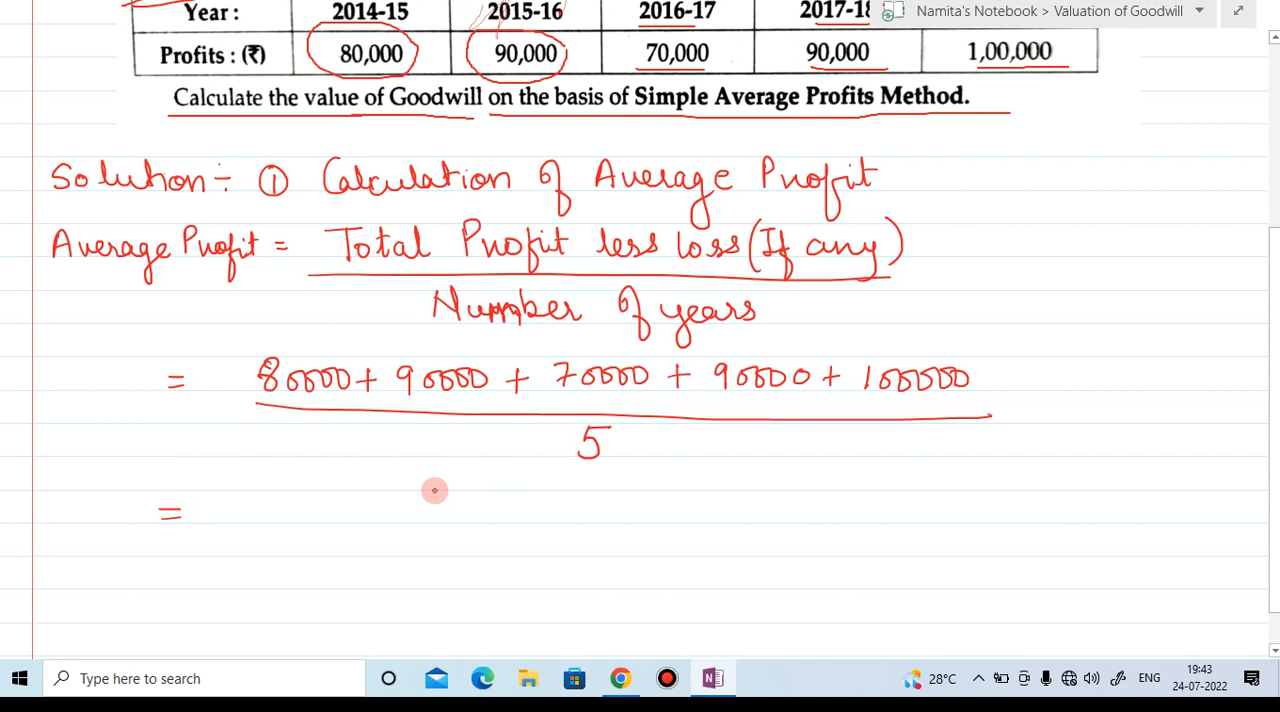 Namita's Notebook > Valuation of Goodwill
Year : 2014-15 2015-16 2016-17 2017-18
Profits : (₹) 80,000 90,000 70,000 90,000 1,00,000
Calculate the value of Goodwill on the basis of Simple Average Profits Method.
Solution:- ① Calculation of Average Profit
Average Profit = Total Profit less loss (If any)
Number of years
= 80000 + 90000 + 70000 + 90000 + 100000
5
=
Type here to search
28°C
ENG
19:43
24-07-2022